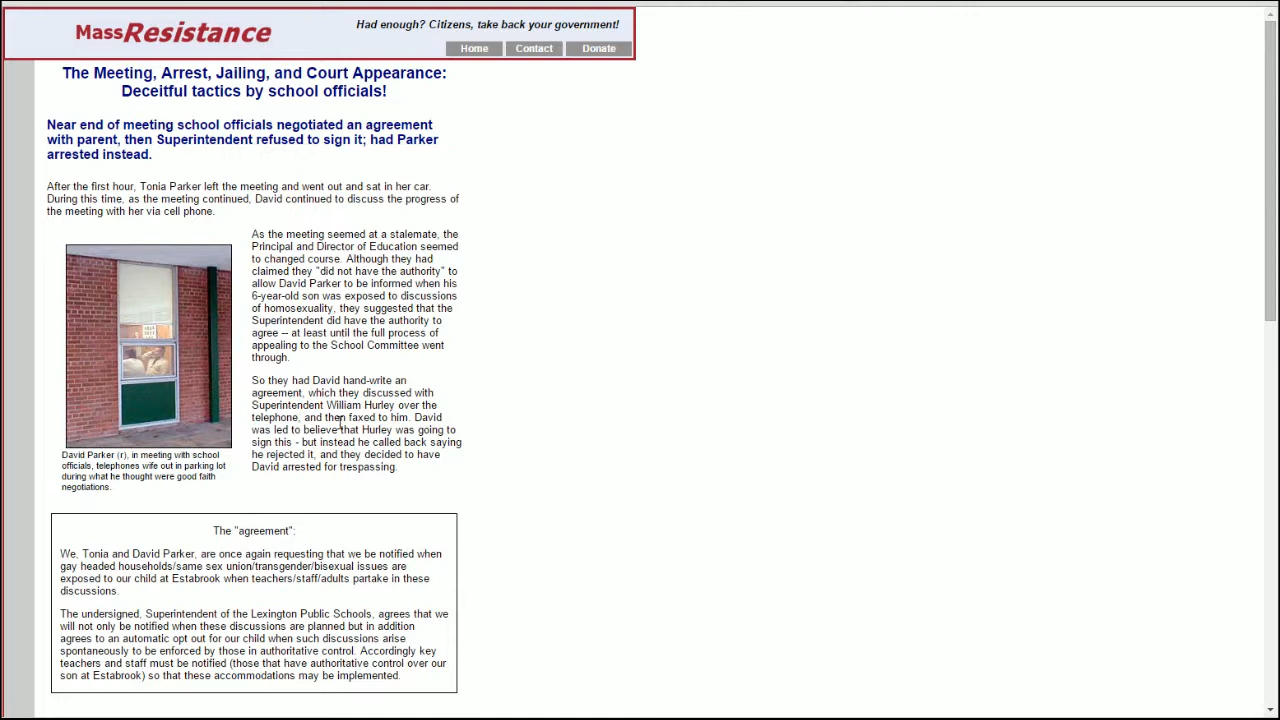 MassResistance
Had enough? Citizens, take back your government!
Home Contact Donate
The Meeting, Arrest, Jailing, and Court Appearance:
Deceitful tactics by school officials!
Near end of meeting school officials negotiated an agreement
with parent, then Superintendent refused to sign it; had Parker
arrested instead.
After the first hour, Tonia Parker left the meeting and went out and sat in her car.
During this time, as the meeting continued, David continued to discuss the progress of
the meeting with her via cell phone.
As the meeting seemed at a stalemate, the
Principal and Director of Education seemed
to changed course. Although they had
claimed they "did not have the authority" to
allow David Parker to be informed when his
6-year-old son was exposed to discussions
of homosexuality, they suggested that the
Superintendent did have the authority to
agree -- at least until the full process of
appealing to the School Committee went
through.
So they had David hand-write an
agreement, which they discussed with
Superintendent William Hurley over the
telephone, and then faxed to him. David
was led to believe that Hurley was going to
sign this - but instead he called back saying
he rejected it, and they decided to have
David arrested for trespassing.
David Parker (r), in meeting with school
officials, telephones wife out in parking lot
during what he thought were good faith
negotiations.
The "agreement":
We, Tonia and David Parker, are once again requesting that we be notified when
gay headed households/same sex union/transgender/bisexual issues are
exposed to our child at Estabrook when teachers/staff/adults partake in these
discussions.
The undersigned, Superintendent of the Lexington Public Schools, agrees that we
will not only be notified when these discussions are planned but in addition
agrees to an automatic opt out for our child when such discussions arise
spontaneously to be enforced by those in authoritative control. Accordingly key
teachers and staff must be notified (those that have authoritative control over our
son at Estabrook) so that these accommodations may be implemented.